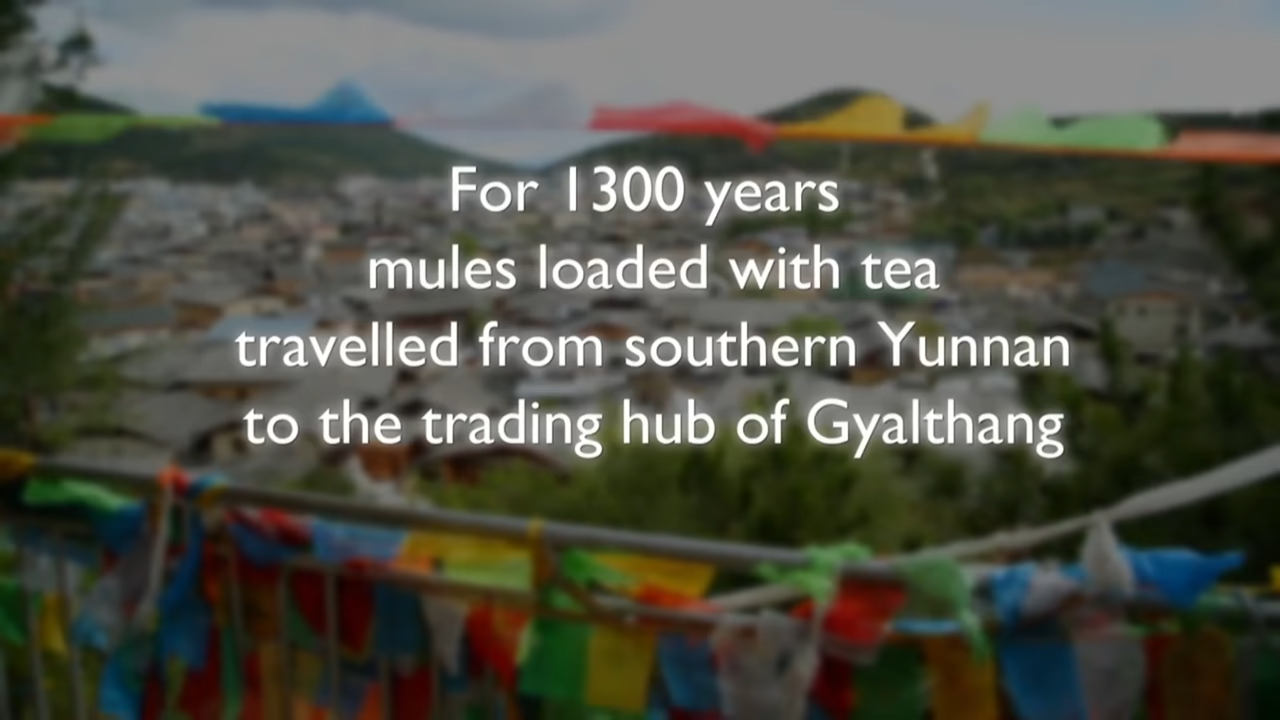 For 1300 years
mules loaded with tea
travelled from southern Yunnan
to the trading hub of Gyalthang